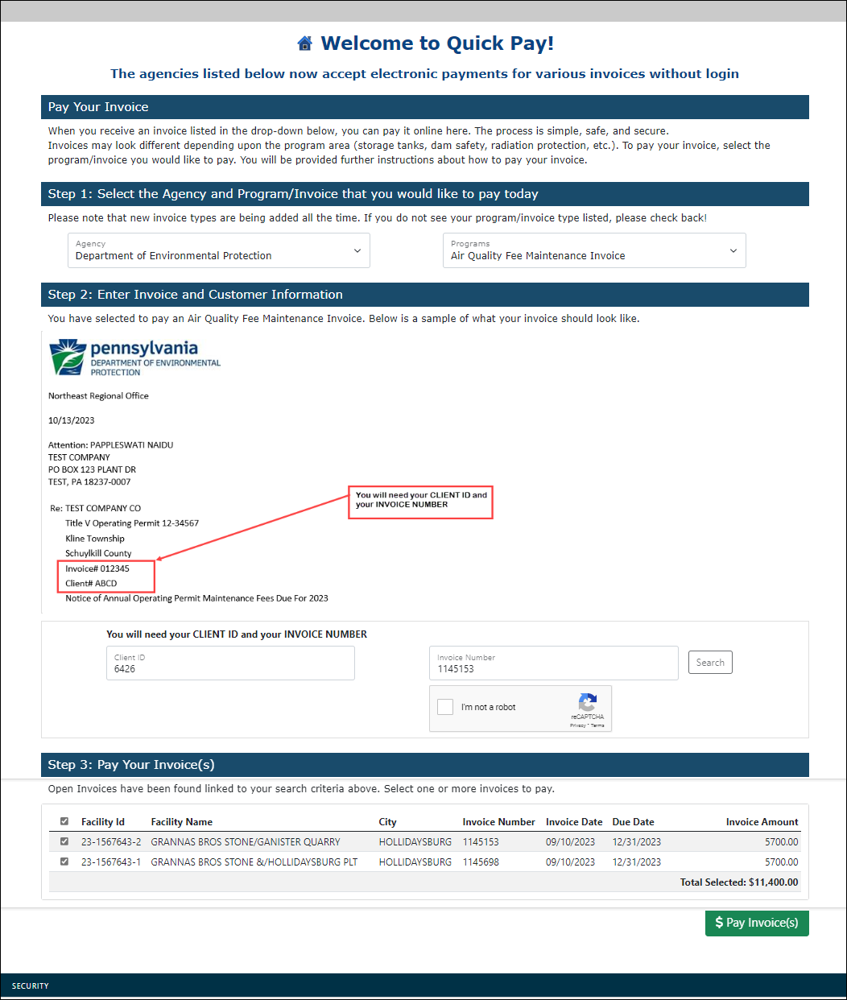 Welcome to Quick Pay!
The agencies listed below now accept electronic payments for various invoices without login
Pay Your Invoice
When you receive an invoice listed in the drop-down below, you can pay it online here. The process is simple, safe, and secure.
Invoices may look different depending upon the program area (storage tanks, dam safety, radiation protection, etc.). To pay your invoice, select the
program/invoice you would like to pay. You will be provided further instructions about how to pay your invoice.
Step 1: Select the Agency and Program/Invoice that you would like to pay today
Please note that new invoice types are being added all the time. If you do not see your program/invoice type listed, please check back!
Agency Programs
Department of Environmental Protection Air Quality Fee Maintenance Invoice
Step 2: Enter Invoice and Customer Information
You have selected to pay an Air Quality Fee Maintenance Invoice. Below is a sample of what your invoice should look like.
pennsylvania
DEPARTMENT OF ENVIRONMENTAL
PROTECTION
Northeast Regional Office
10/13/2023
Attention: PAPPLESWATI NAIDU
TEST COMPANY
PO BOX 123 PLANT DR
TEST, PA 18237-0007
You will need your CLIENT ID and
your INVOICE NUMBER
Re: TEST COMPANY CO
Title V Operating Permit 12-34567
Kline Township
Schuylkill County
Invoice# 012345
Client# ABCD
Notice of Annual Operating Permit Maintenance Fees Due For 2023
You will need your CLIENT ID and your INVOICE NUMBER
Client ID Invoice Number
6426 1145153 Search
I'm not a robot
reCAPTCHA
Privacy - Terms
Step 3: Pay Your Invoice(s)
Open Invoices have been found linked to your search criteria above. Select one or more invoices to pay.
Facility Id Facility Name City Invoice Number Invoice Date Due Date Invoice Amount
23-1567643-2 GRANNAS BROS STONE/GANISTER QUARRY HOLLIDAYSBURG 1145153 09/10/2023 12/31/2023 5700.00
23-1567643-1 GRANNAS BROS STONE &/HOLLIDAYSBURG PLT HOLLIDAYSBURG 1145698 09/10/2023 12/31/2023 5700.00
Total Selected: $11,400.00
$ Pay Invoice(s)
SECURITY